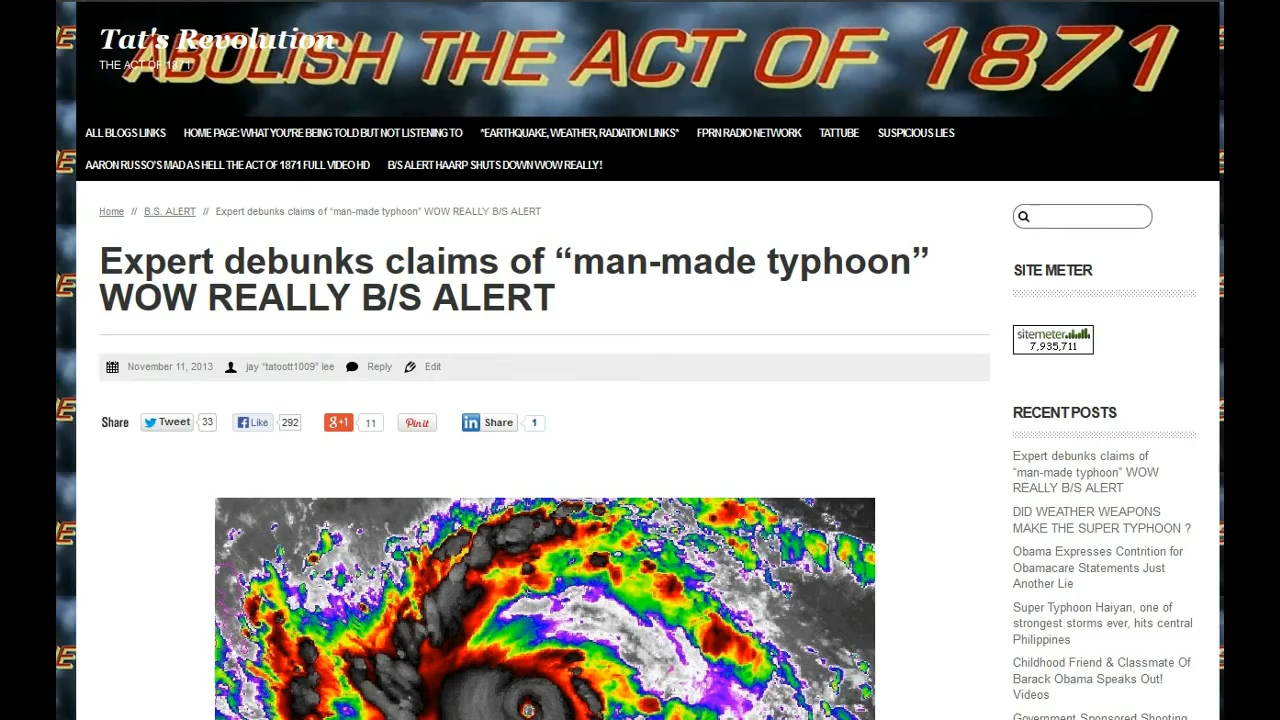 ABOLISH THE ACT OF 1871
Tat's Revolution
THE ACT OF 1871
ALL BLOGS LINKS HOME PAGE: WHAT YOU'RE BEING TOLD BUT NOT LISTENING TO *EARTHQUAKE, WEATHER, RADIATION LINKS* FPRN RADIO NETWORK TATTUBE SUSPICIOUS LIES
AARON RUSSO'S MAD AS HELL THE ACT OF 1871 FULL VIDEO HD B/S ALERT HAARP SHUTS DOWN WOW REALLY!
Home // B.S. ALERT // Expert debunks claims of “man-made typhoon” WOW REALLY B/S ALERT
Expert debunks claims of “man-made typhoon”
WOW REALLY B/S ALERT
November 11, 2013 jay “tatoott1009” lee Reply Edit
Share Tweet 33 Like 292 g+1 11 Pin it in Share 1
SITE METER
sitemeter
7,935,711
RECENT POSTS
Expert debunks claims of
“man-made typhoon” WOW
REALLY B/S ALERT
DID WEATHER WEAPONS
MAKE THE SUPER TYPHOON ?
Obama Expresses Contrition for
Obamacare Statements Just
Another Lie
Super Typhoon Haiyan, one of
strongest storms ever, hits central
Philippines
Childhood Friend & Classmate Of
Barack Obama Speaks Out!
Videos
Government Sponsored Shooting